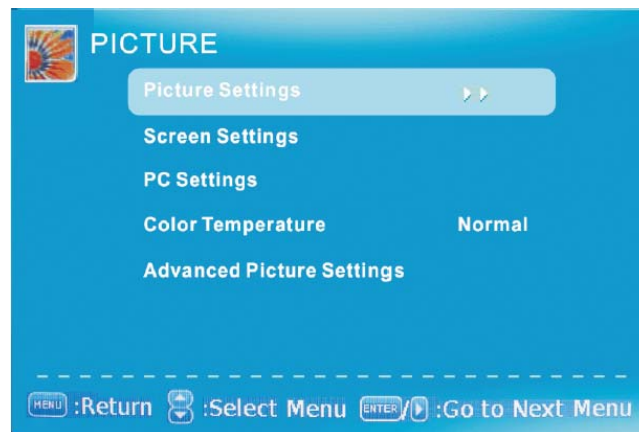 PICTURE
Picture Settings
Screen Settings
PC Settings
Color Temperature Normal
Advanced Picture Settings
MENU :Return :Select Menu ENTER/ :Go to Next Menu